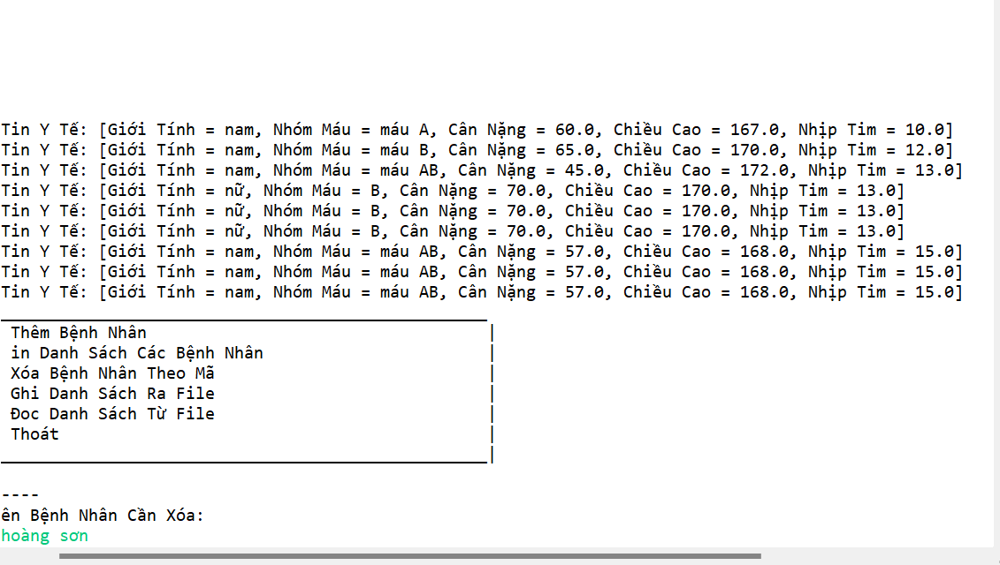 Tin Y Tế: [Giới Tính = nam, Nhóm Máu = máu A, Cân Nặng = 60.0, Chiều Cao = 167.0, Nhịp Tim = 10.0]
Tin Y Tế: [Giới Tính = nam, Nhóm Máu = máu B, Cân Nặng = 65.0, Chiều Cao = 170.0, Nhịp Tim = 12.0]
Tin Y Tế: [Giới Tính = nam, Nhóm Máu = máu AB, Cân Nặng = 45.0, Chiều Cao = 172.0, Nhịp Tim = 13.0]
Tin Y Tế: [Giới Tính = nữ, Nhóm Máu = B, Cân Nặng = 70.0, Chiều Cao = 170.0, Nhịp Tim = 13.0]
Tin Y Tế: [Giới Tính = nữ, Nhóm Máu = B, Cân Nặng = 70.0, Chiều Cao = 170.0, Nhịp Tim = 13.0]
Tin Y Tế: [Giới Tính = nữ, Nhóm Máu = B, Cân Nặng = 70.0, Chiều Cao = 170.0, Nhịp Tim = 13.0]
Tin Y Tế: [Giới Tính = nam, Nhóm Máu = máu AB, Cân Nặng = 57.0, Chiều Cao = 168.0, Nhịp Tim = 15.0]
Tin Y Tế: [Giới Tính = nam, Nhóm Máu = máu AB, Cân Nặng = 57.0, Chiều Cao = 168.0, Nhịp Tim = 15.0]
Tin Y Tế: [Giới Tính = nam, Nhóm Máu = máu AB, Cân Nặng = 57.0, Chiều Cao = 168.0, Nhịp Tim = 15.0]
__________________________________________________
Thêm Bệnh Nhân |
in Danh Sách Các Bệnh Nhân |
Xóa Bệnh Nhân Theo Mã |
Ghi Danh Sách Ra File |
Đoc Danh Sách Từ File |
Thoát |
__________________________________________________|
----
ên Bệnh Nhân Cần Xóa:
hoàng sơn